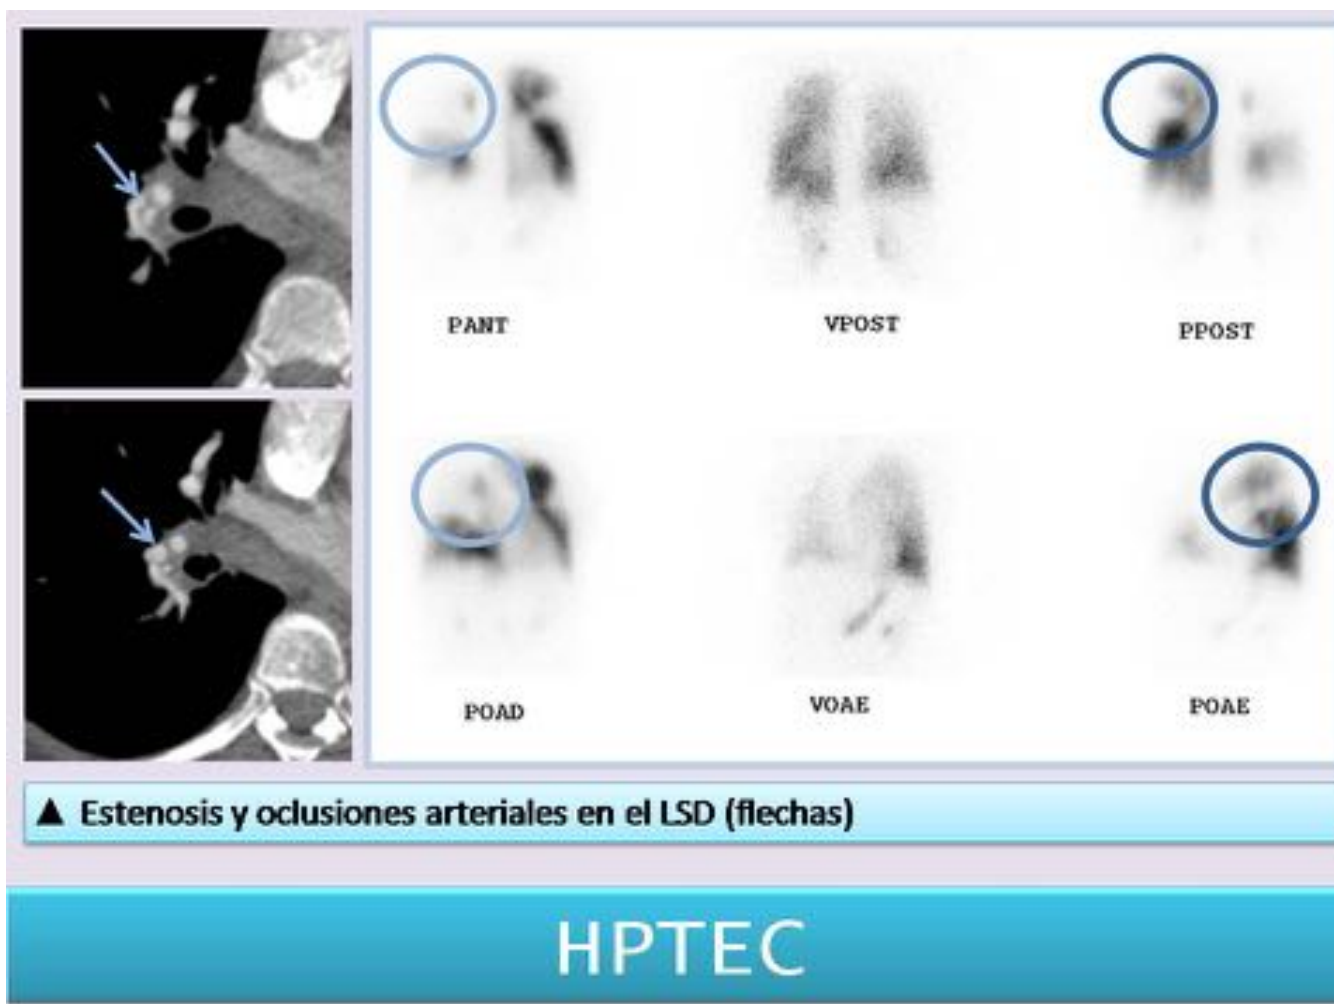 PANT
VPOST
PPOST
POAD
VOAE
POAE
▲ Estenosis y oclusiones arteriales en el LSD (flechas)
HPTEC